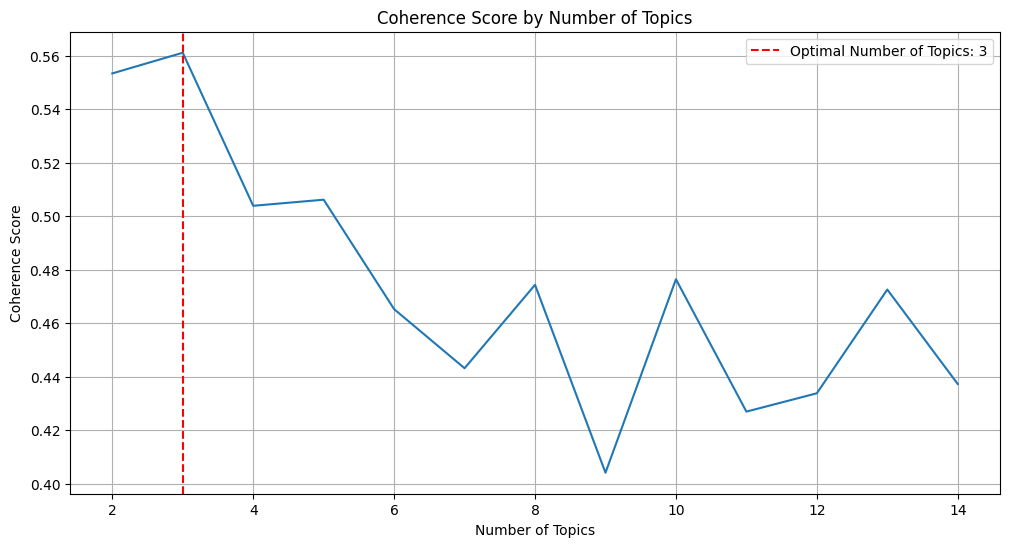 Coherence Score by Number of Topics
Optimal Number of Topics: 3
Coherence Score
0.56
0.54
0.52
0.50
0.48
0.46
0.44
0.42
0.40
2 4 6 8 10 12 14
Number of Topics